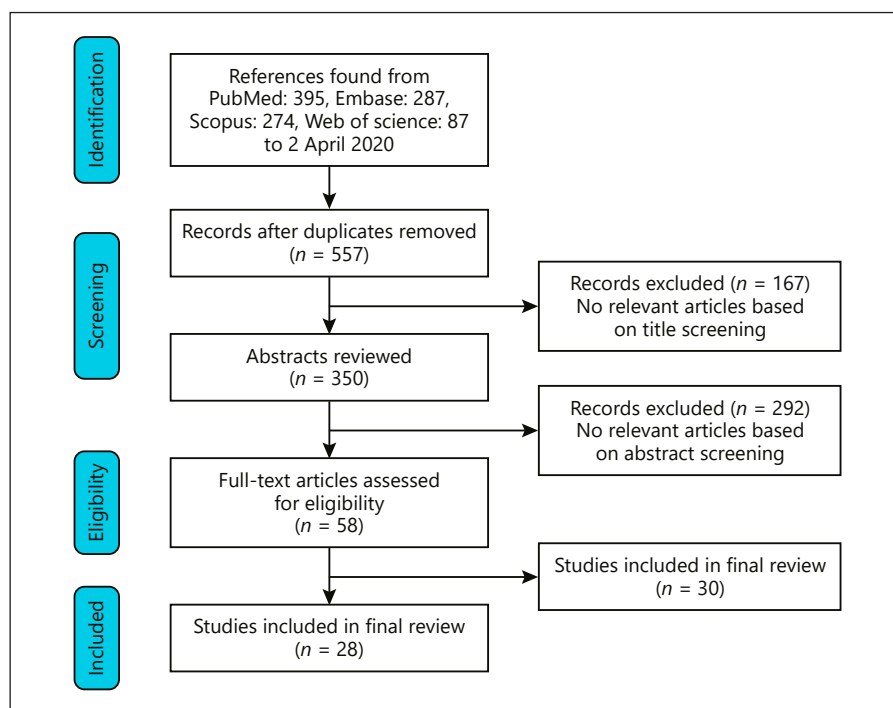 Identification
References found from
PubMed: 395, Embase: 287,
Scopus: 274, Web of science: 87
to 2 April 2020
Screening
Records after duplicates removed
(n = 557)
Records excluded (n = 167)
No relevant articles based
on title screening
Abstracts reviewed
(n = 350)
Records excluded (n = 292)
No relevant articles based
on abstract screening
Eligibility
Full-text articles assessed
for eligibility
(n = 58)
Studies included in final review
(n = 30)
Included
Studies included in final review
(n = 28)